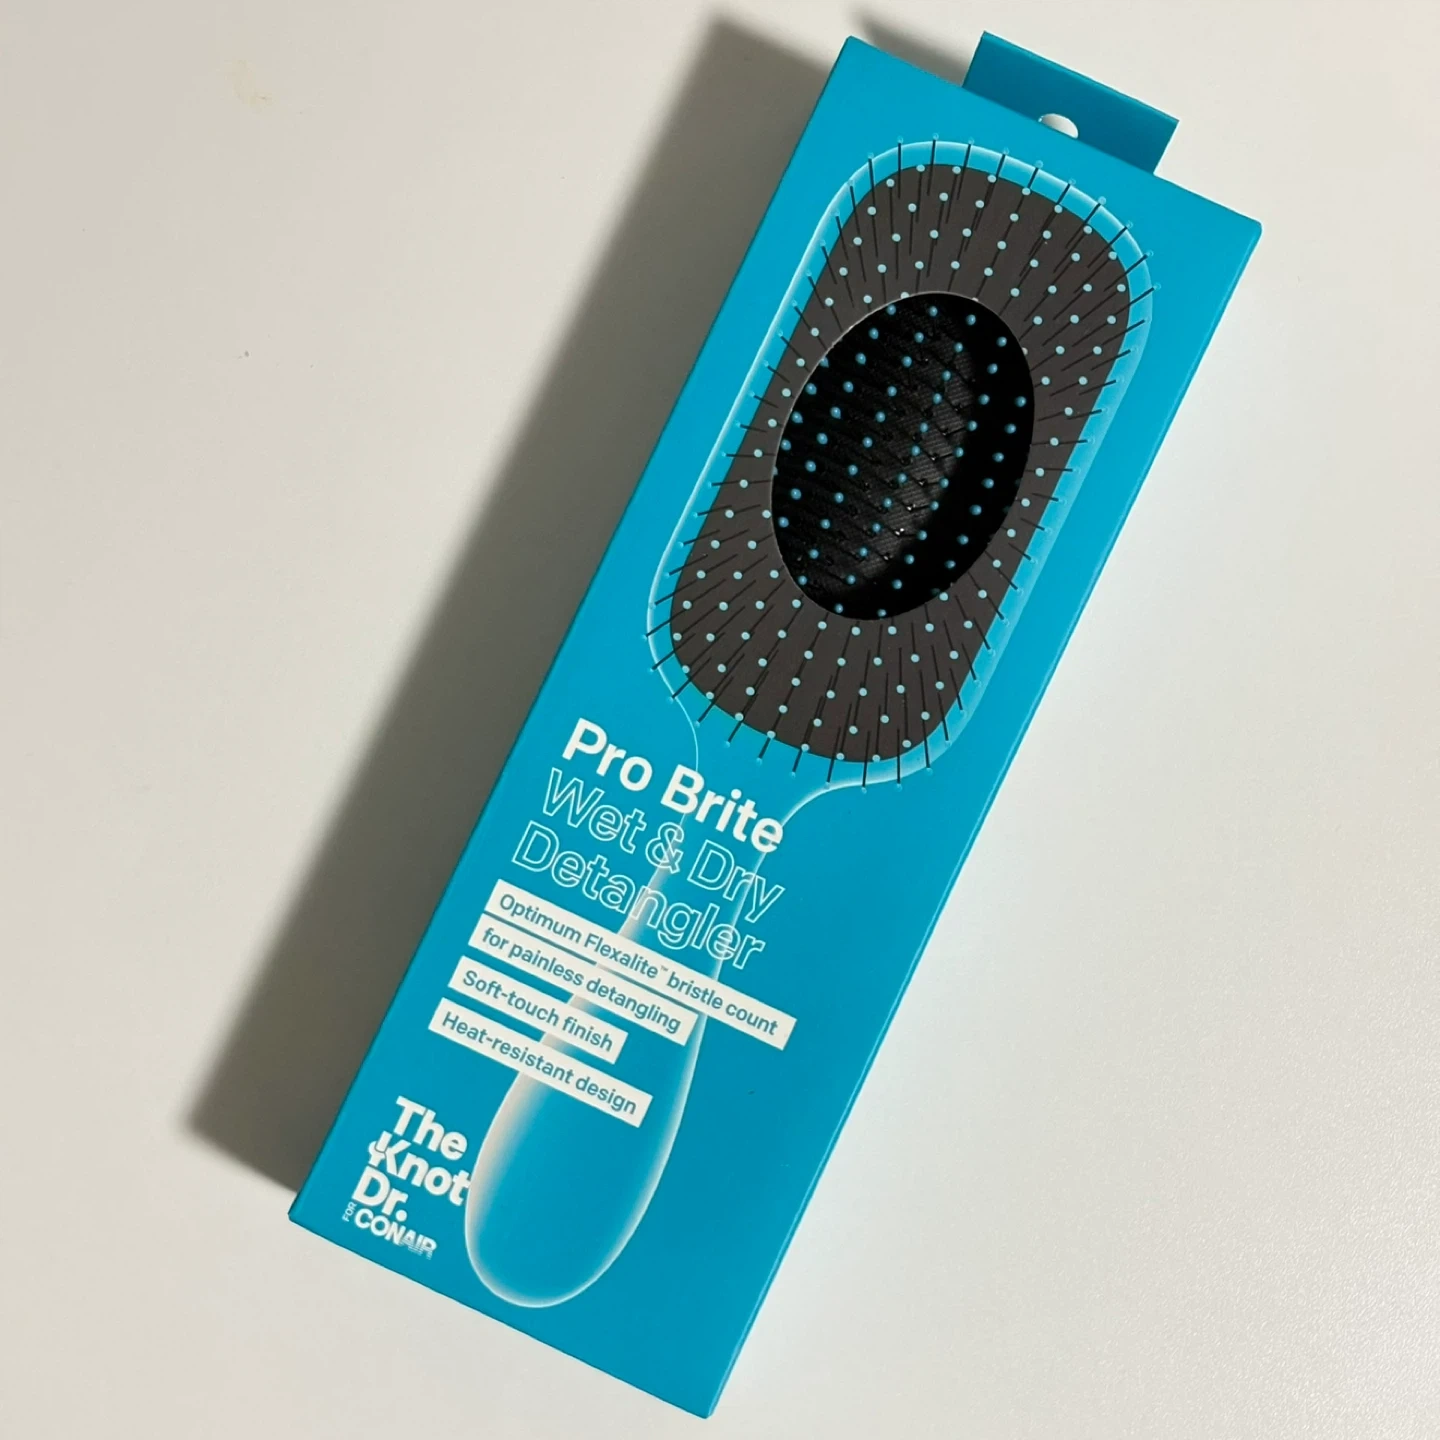 Pro Brite
Wet & Dry
Detangler
Optimum Flexalite™ bristle count
for painless detangling
Soft-touch finish
Heat-resistant design
The
Knot
Dr.
FOR CONAIR